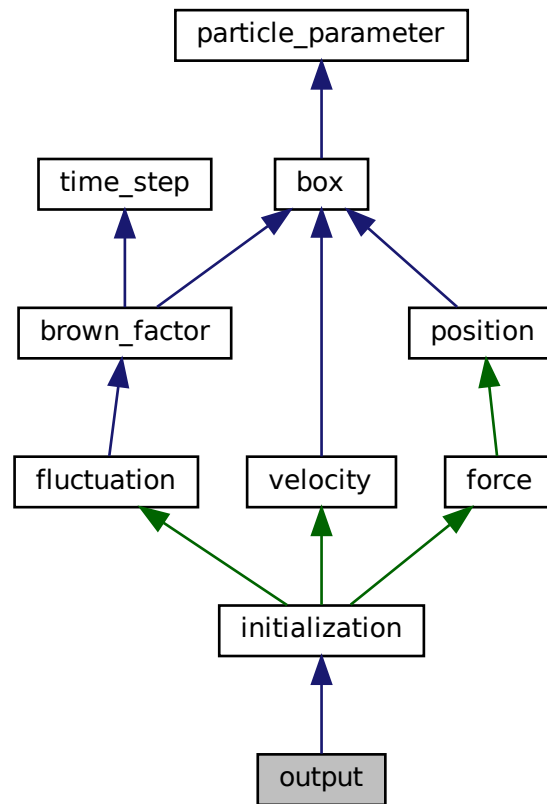 particle_parameter
time_step
box
brown_factor
position
fluctuation
velocity
force
initialization
output